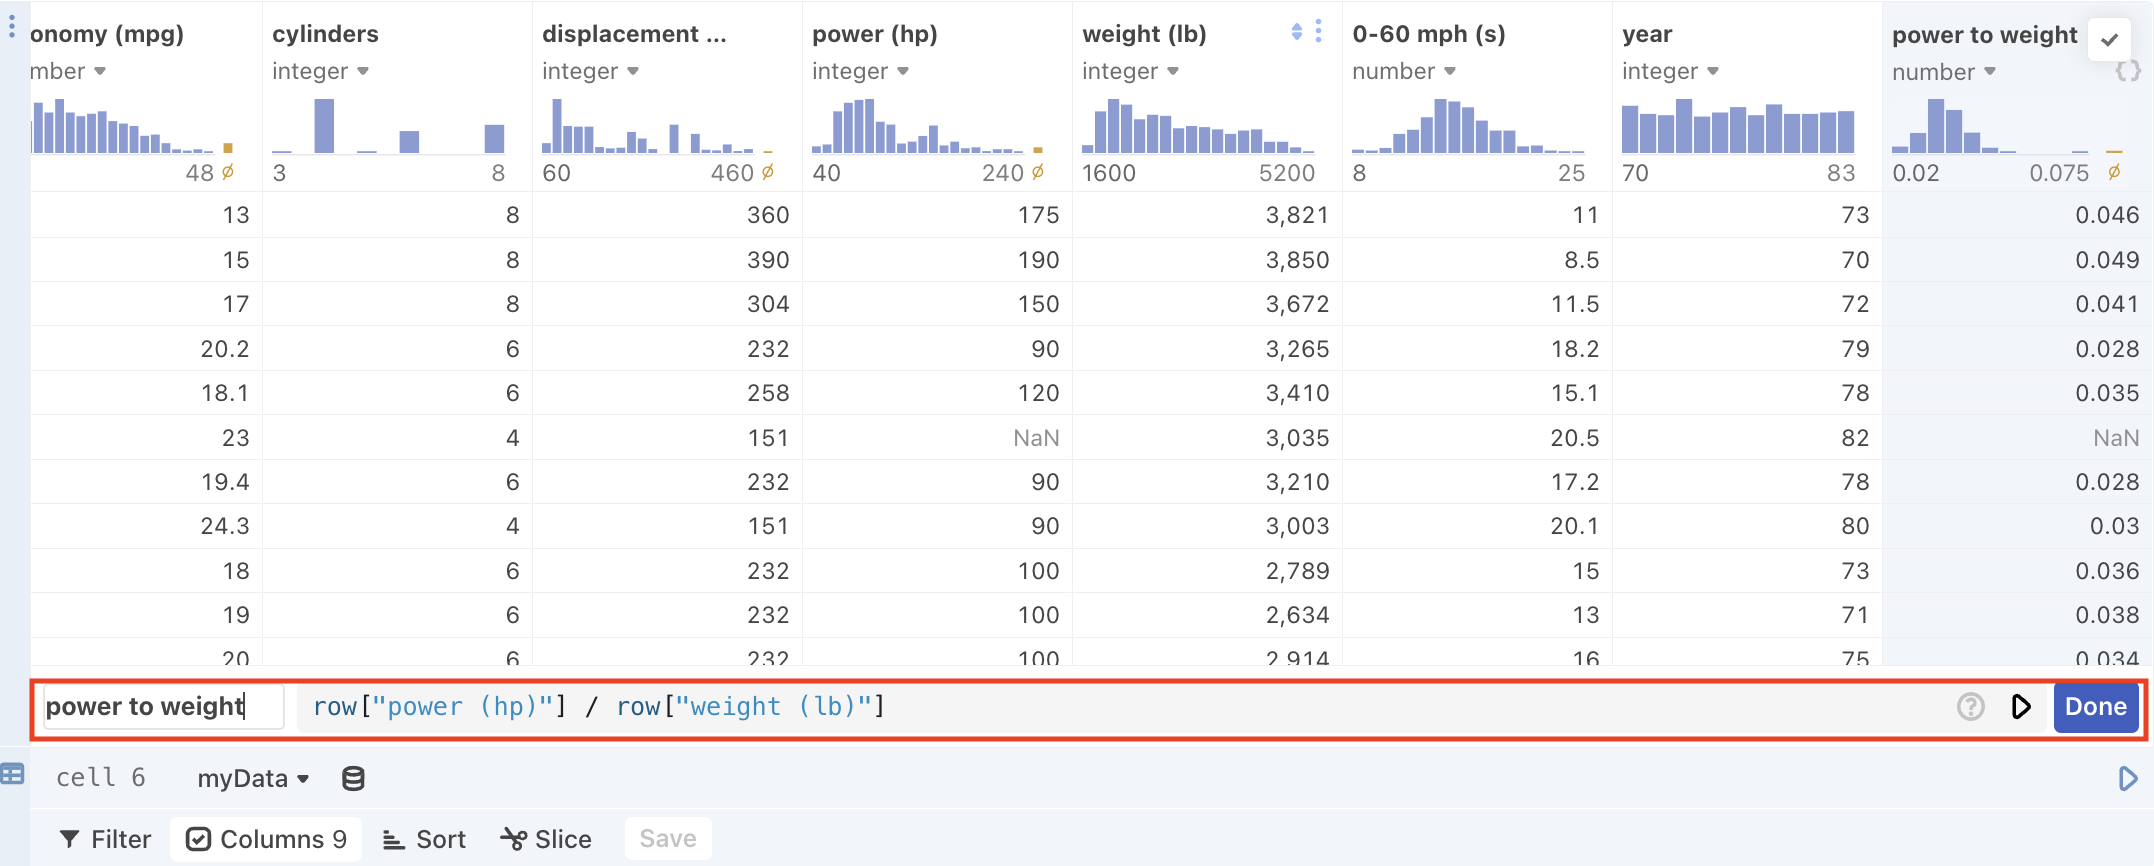 onomy (mpg) cylinders displacement ... power (hp) weight (lb) 0-60 mph (s) year power to weight
mber integer integer integer integer number integer number {}
48 ø 3 8 60 460 ø 40 240 ø 1600 5200 8 25 70 83 0.02 0.075 ø
13 8 360 175 3,821 11 73 0.046
15 8 390 190 3,850 8.5 70 0.049
17 8 304 150 3,672 11.5 72 0.041
20.2 6 232 90 3,265 18.2 79 0.028
18.1 6 258 120 3,410 15.1 78 0.035
23 4 151 NaN 3,035 20.5 82 NaN
19.4 6 232 90 3,210 17.2 78 0.028
24.3 4 151 90 3,003 20.1 80 0.03
18 6 232 100 2,789 15 73 0.036
19 6 232 100 2,634 13 71 0.038
20 6 232 100 2,914 16 75 0.034
power to weight row["power (hp)"] / row["weight (lb)"] ? Done
cell 6 myData
Filter Columns 9 Sort Slice Save